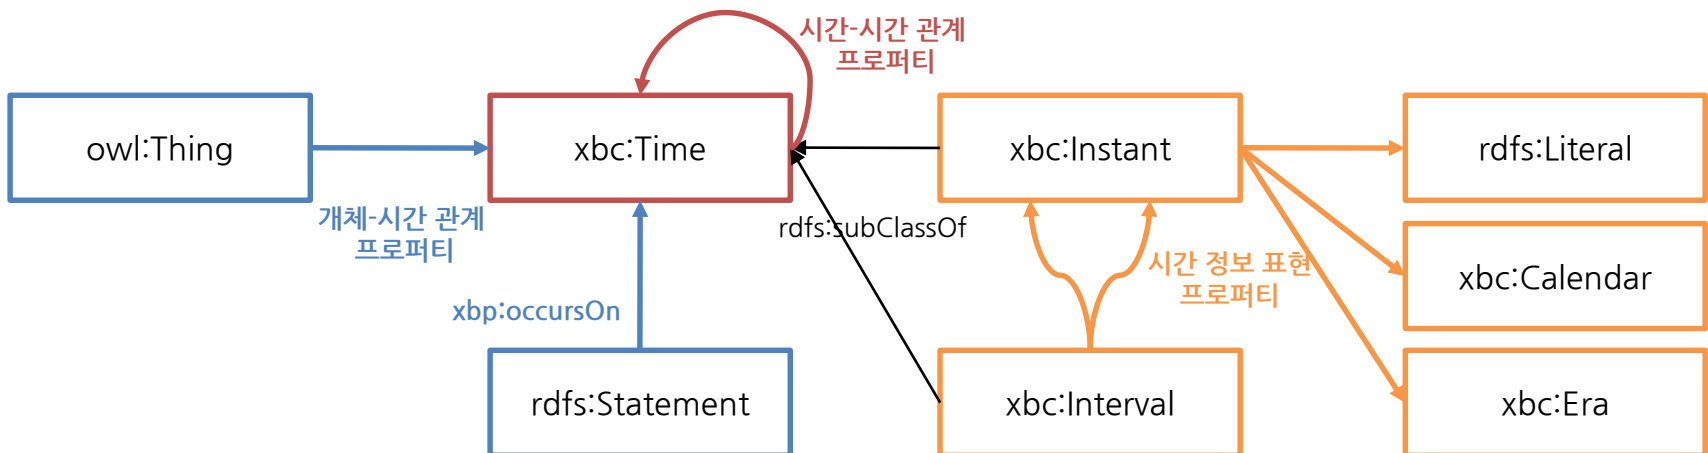 시간-시간 관계
프로퍼티
owl:Thing
xbc:Time
xbc:Instant
rdfs:Literal
개체-시간 관계
프로퍼티
rdfs:subClassOf
시간 정보 표현
프로퍼티
xbc:Calendar
xbp:occursOn
rdfs:Statement
xbc:Interval
xbc:Era